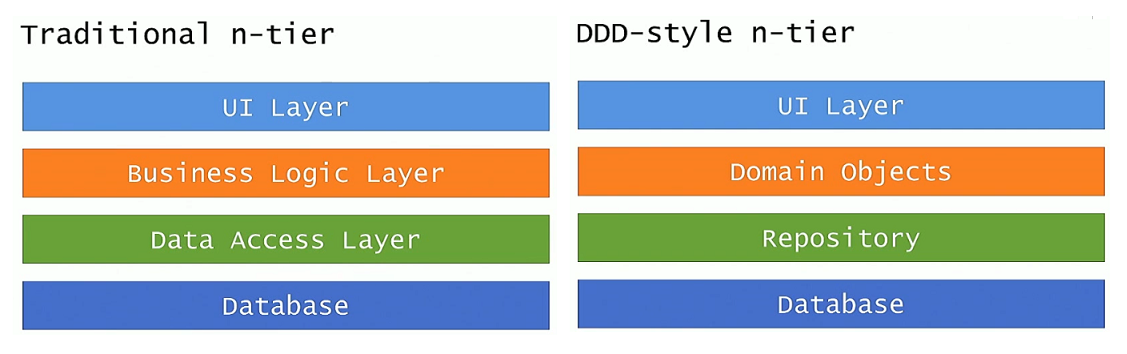 Traditional n-tier
UI Layer
Business Logic Layer
Data Access Layer
Database
DDD-style n-tier
UI Layer
Domain Objects
Repository
Database